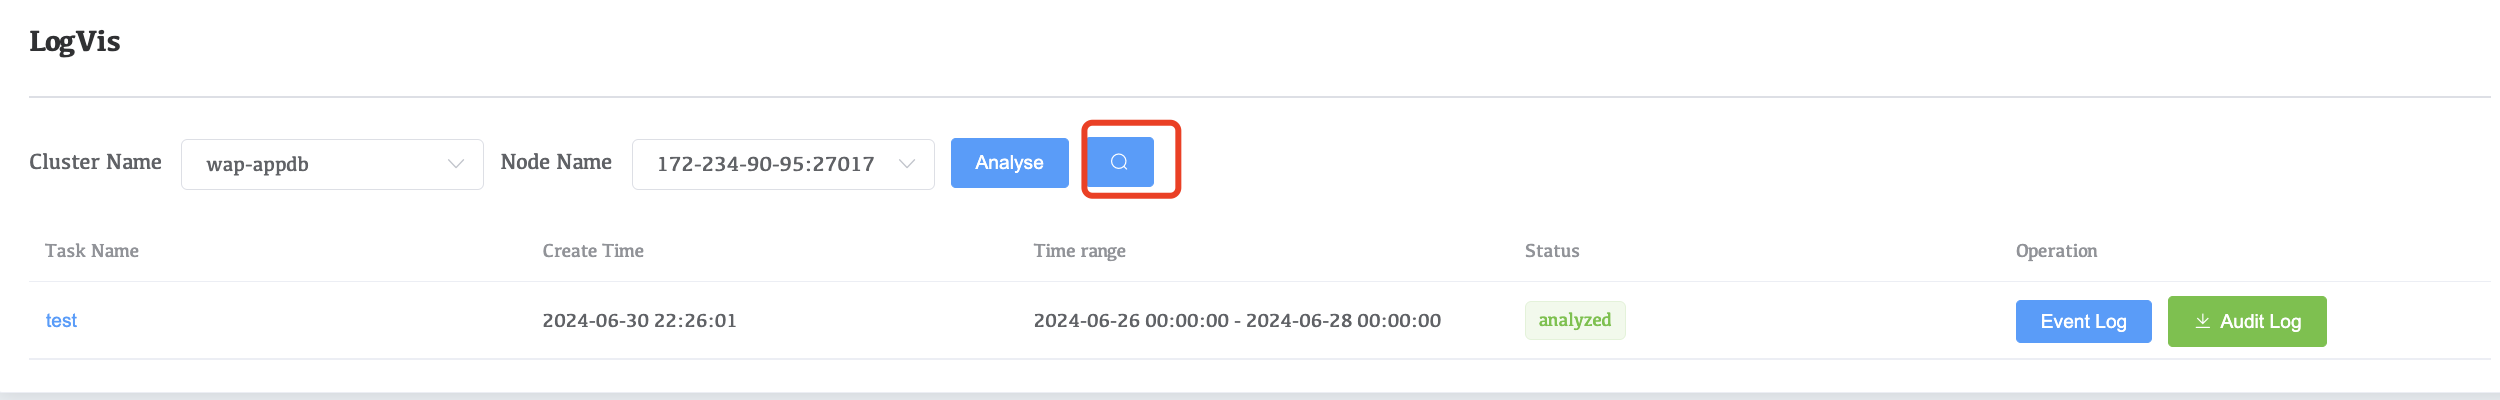 LogVis
Cluster Name wap-appdb Node Name 172-234-90-95:27017 Analyse
Task Name Create Time Time range Status Operation
test 2024-06-30 22:26:01 2024-06-26 00:00:00 - 2024-06-28 00:00:00 analyzed Event Log Audit Log